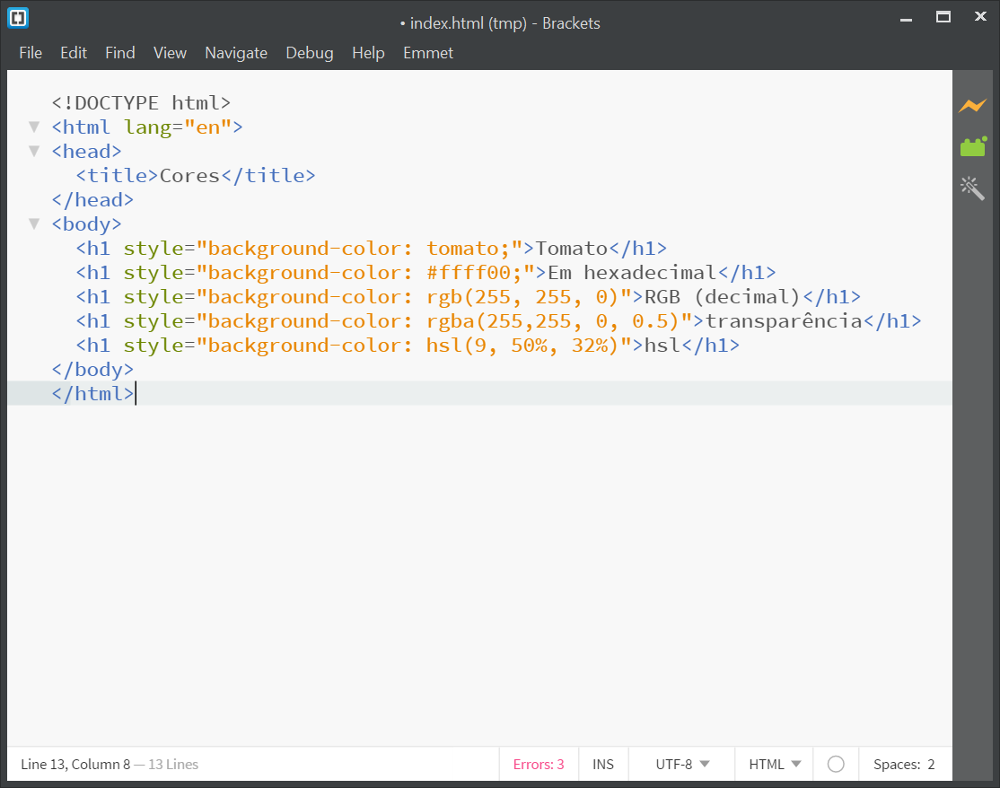 • index.html (tmp) - Brackets
File Edit Find View Navigate Debug Help Emmet
<!DOCTYPE html>
<html lang="en">
<head>
  <title>Cores</title>
</head>
<body>
  <h1 style="background-color: tomato;">Tomato</h1>
  <h1 style="background-color: #ffff00;">Em hexadecimal</h1>
  <h1 style="background-color: rgb(255, 255, 0)">RGB (decimal)</h1>
  <h1 style="background-color: rgba(255,255, 0, 0.5)">transparência</h1>
  <h1 style="background-color: hsl(9, 50%, 32%)">hsl</h1>
</body>
</html>
Line 13, Column 8 — 13 Lines Errors: 3 INS UTF-8 HTML Spaces: 2